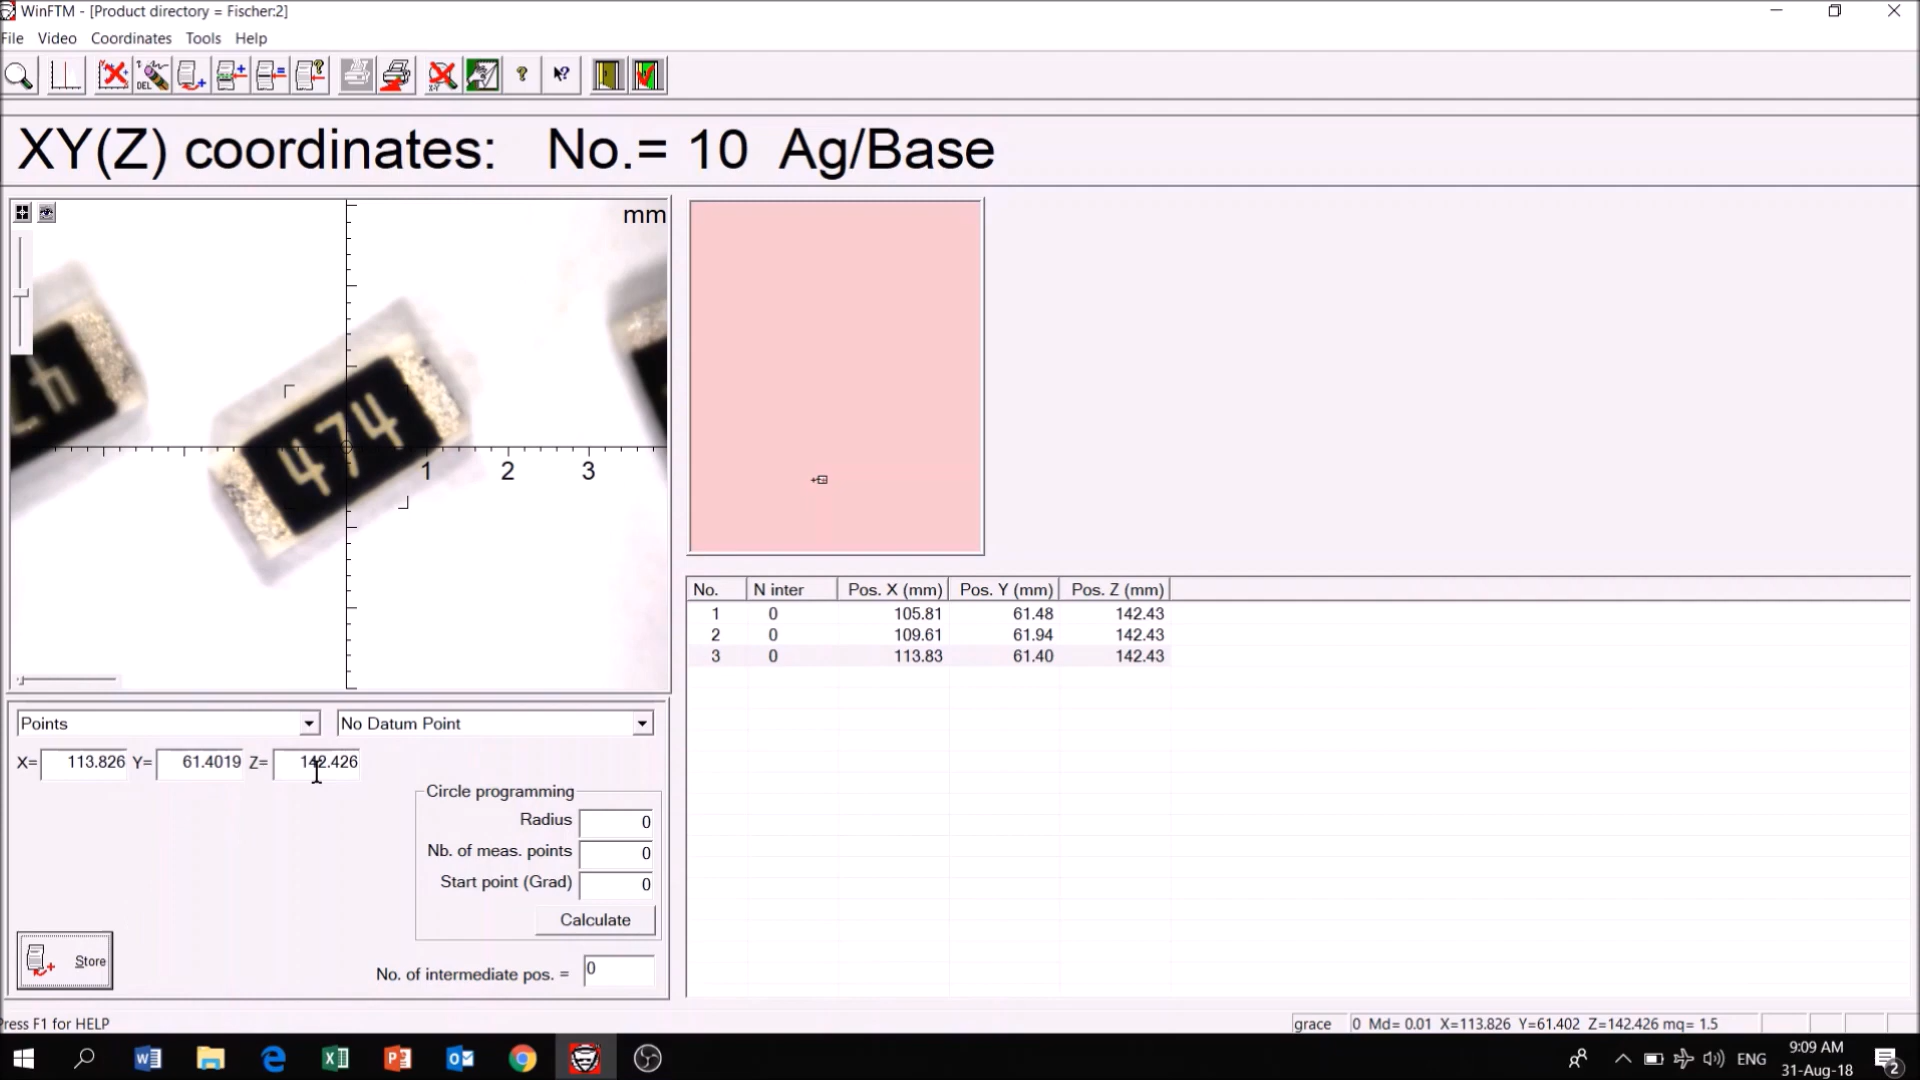 WinFTM - [Product directory = Fischer:2]
File Video Coordinates Tools Help
DEL
XY(Z) coordinates: No.= 10 Ag/Base
mm
474
1 2 3
No. N inter Pos. X (mm) Pos. Y (mm) Pos. Z (mm)
1 0 105.81 61.48 142.43
2 0 109.61 61.94 142.43
3 0 113.83 61.40 142.43
Points No Datum Point
X= 113.826 Y= 61.4019 Z= 142.426
Circle programming
Radius 0
Nb. of meas. points 0
Start point (Grad) 0
Calculate
Store
No. of intermediate pos. = 0
Press F1 for HELP
grace 0 Md= 0.01 X=113.826 Y=61.402 Z=142.426 mq= 1.5
ENG
9:09 AM
31-Aug-18
2